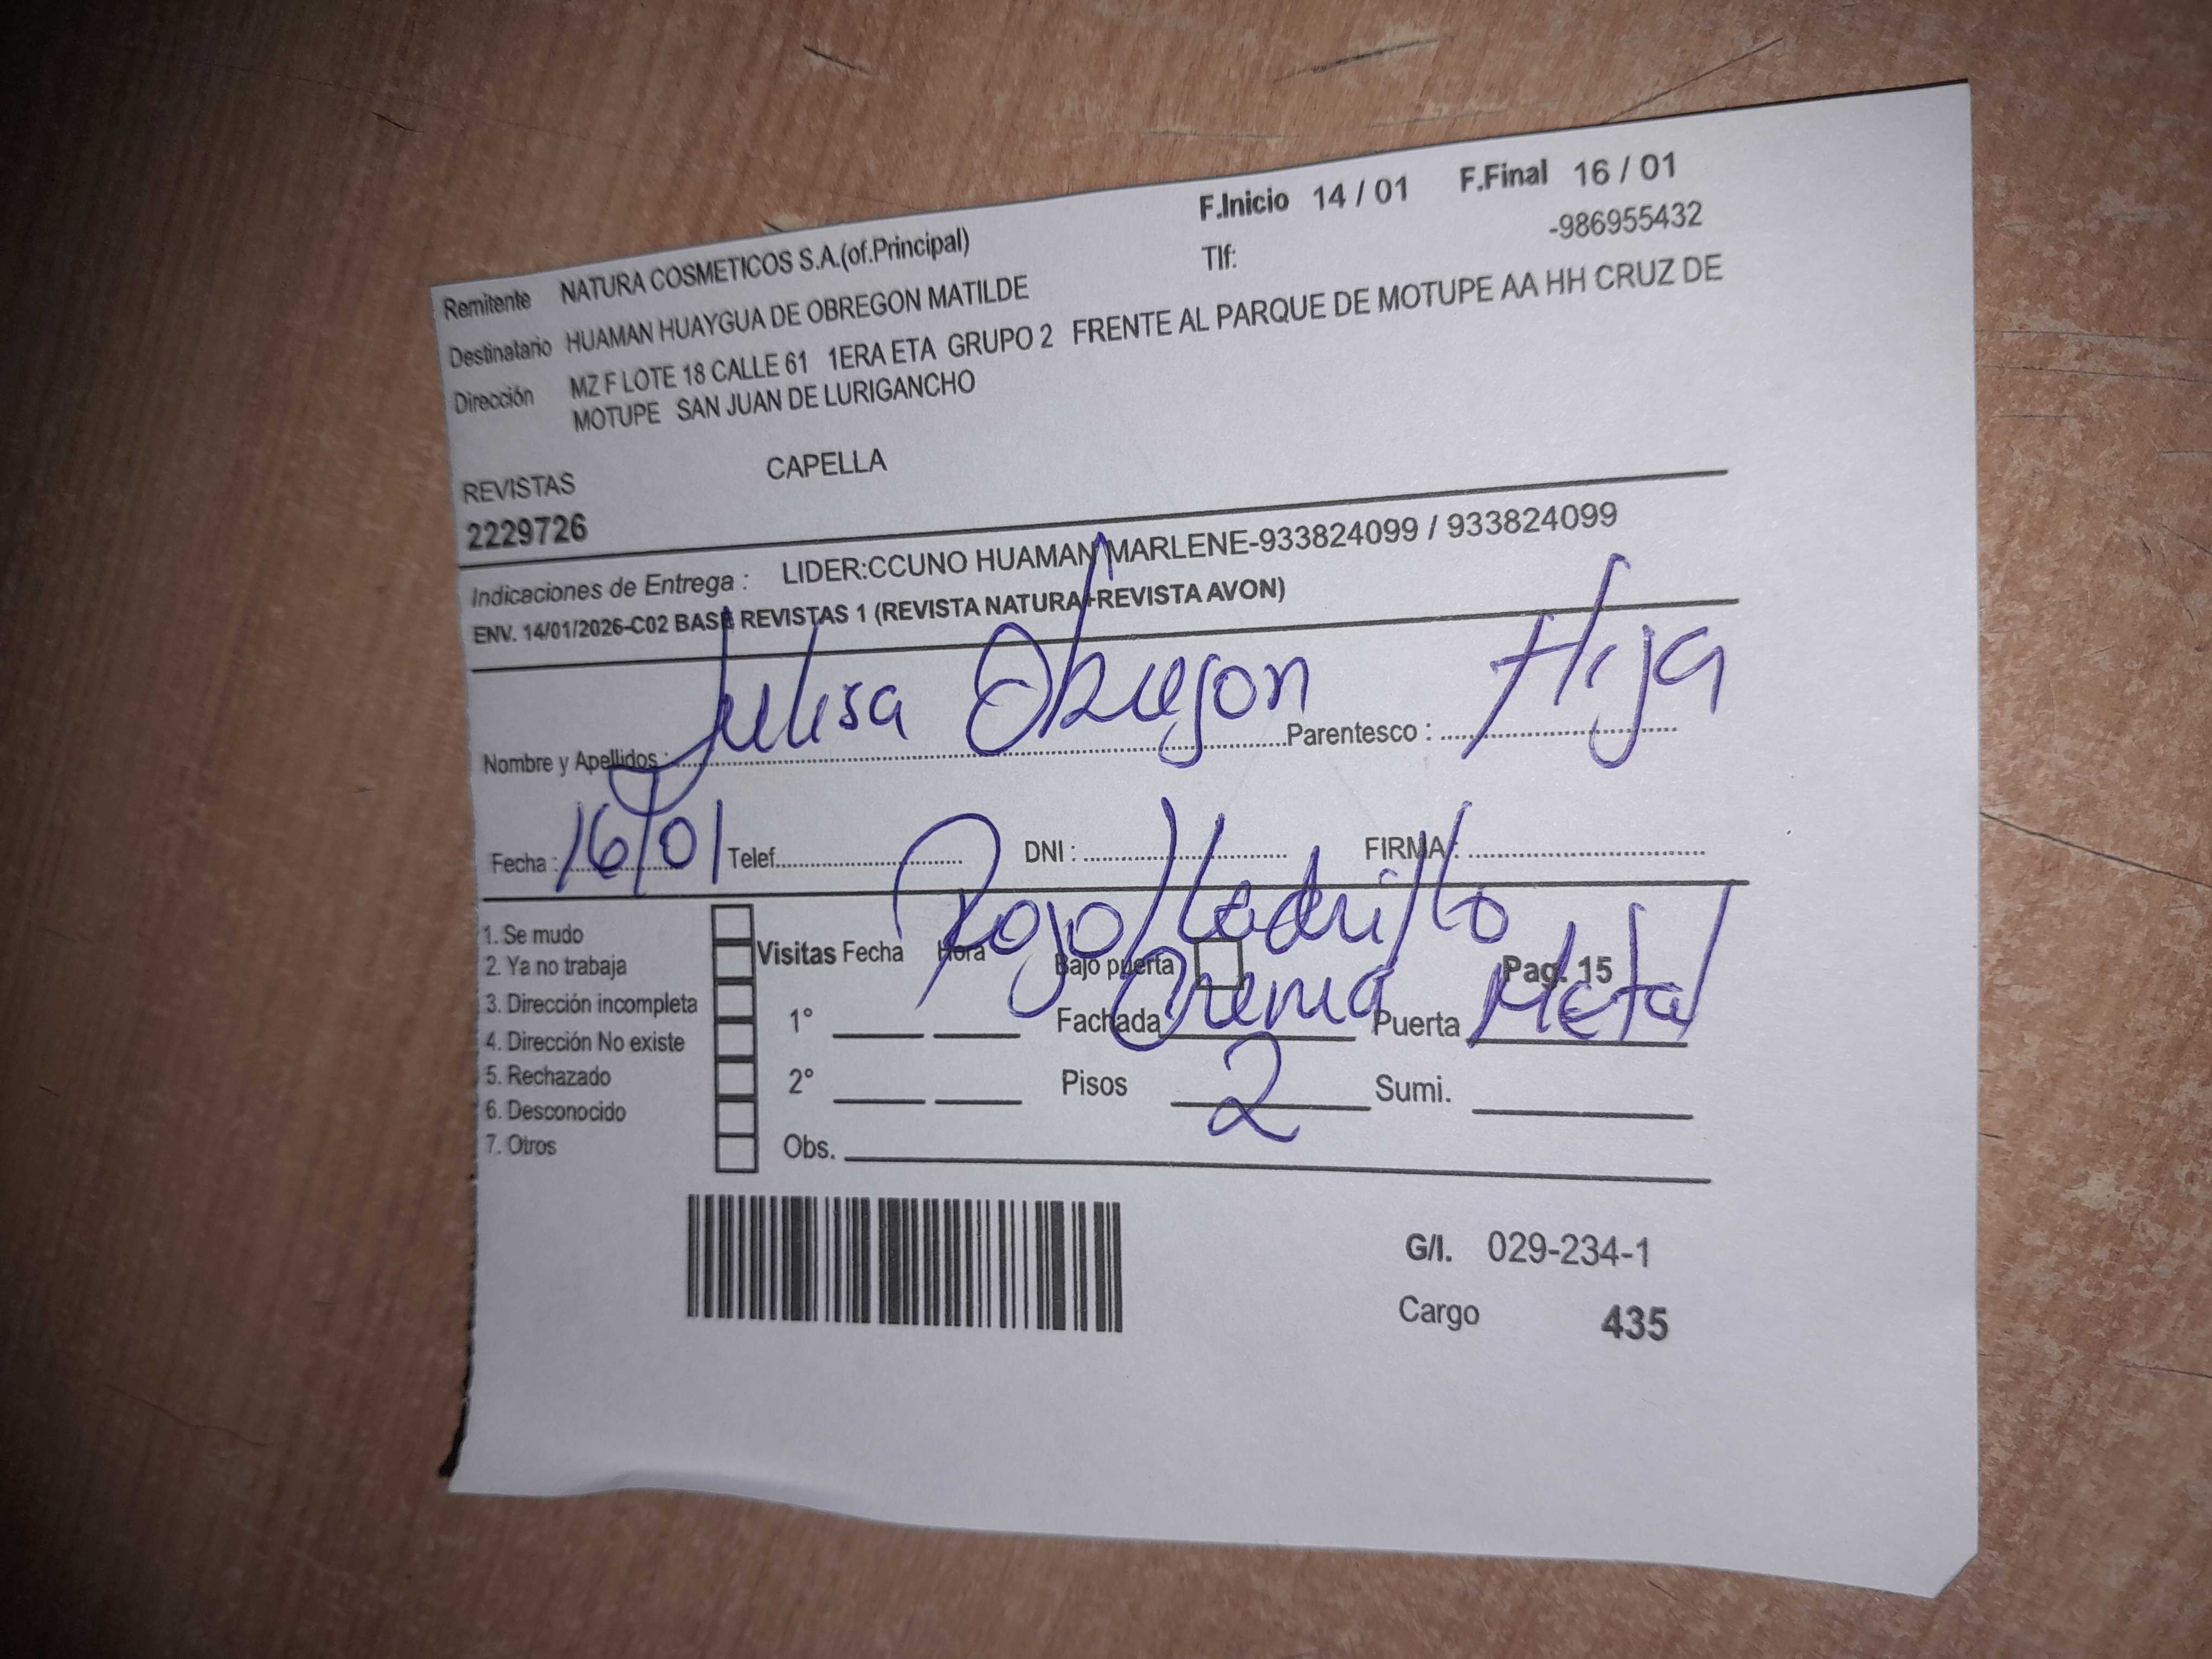 F.Inicio 14 / 01 F.Final 16 / 01
Remitente NATURA COSMETICOS S.A.(of.Principal) Tlf: -986955432
Destinatario HUAMAN HUAYGUA DE OBREGON MATILDE
Dirección MZ F LOTE 18 CALLE 61 1ERA ETA GRUPO 2 FRENTE AL PARQUE DE MOTUPE AA HH CRUZ DE
MOTUPE SAN JUAN DE LURIGANCHO
REVISTAS CAPELLA
2229726
Indicaciones de Entrega : LIDER:CCUNO HUAMAN MARLENE-933824099 / 933824099
ENV. 14/01/2026-C02 BASE REVISTAS 1 (REVISTA NATURA+REVISTA AVON)
Nombre y Apellidos : Julisa Obregon Parentesco : Hija
Fecha : 16/01 Telef. DNI : FIRMA :
Rojo/Ladrillo
1. Se mudo
2. Ya no trabaja
3. Dirección incompleta
4. Dirección No existe
5. Rechazado
6. Desconocido
7. Otros
Visitas Fecha Hora Bajo puerta Pag. 15
1° Fachada Crema Puerta Metal
2° Pisos 2 Sumi.
Obs.
G/I. 029-234-1
Cargo 435